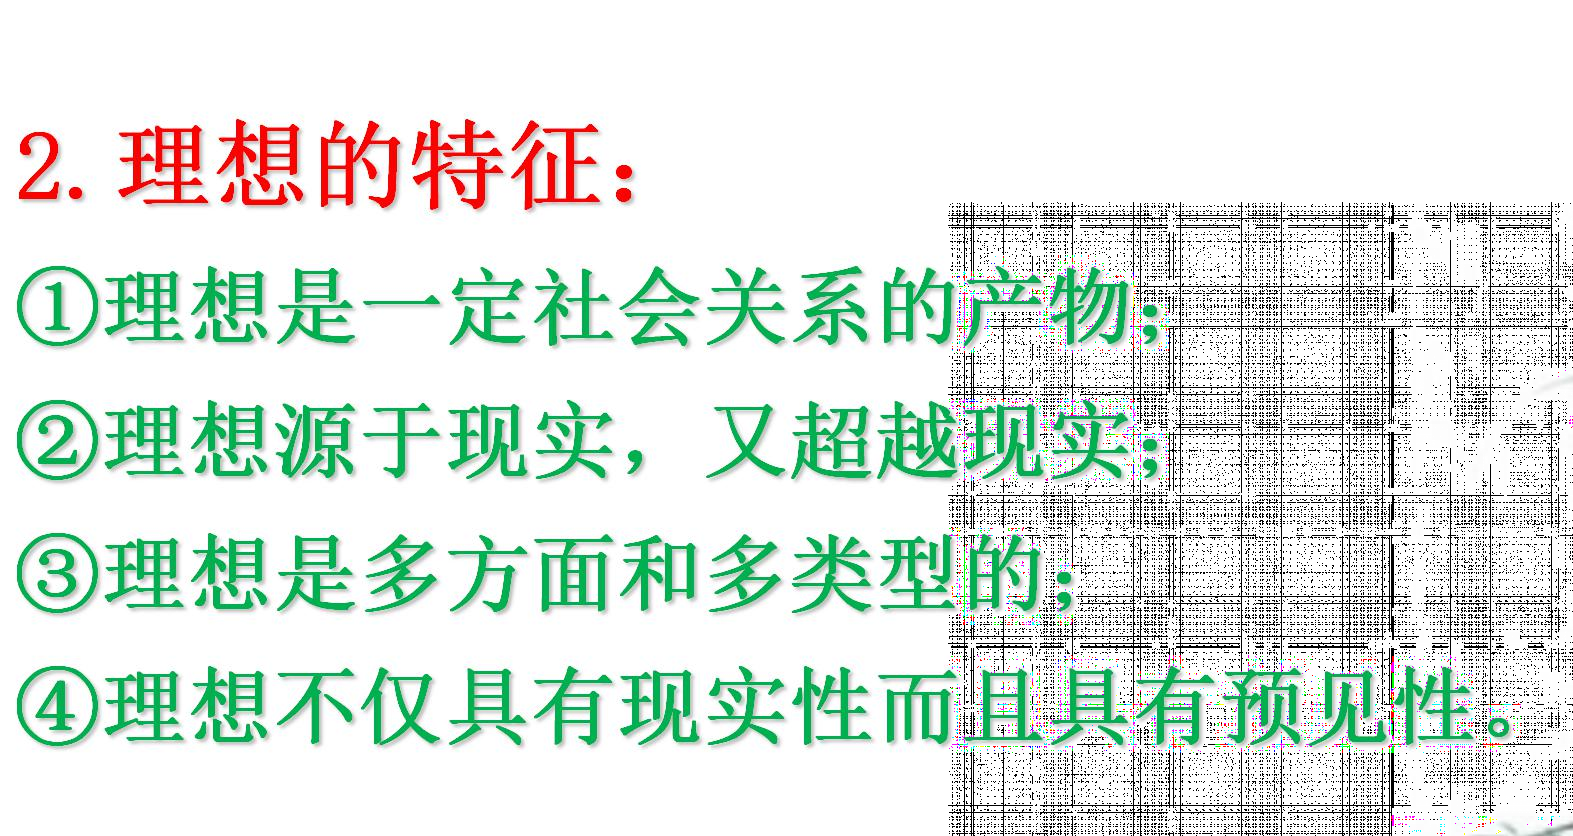 2.理想的特征：
①理想是一定社会关系的产物；
②理想源于现实，又超越现实；
③理想是多方面和多类型的；
④理想不仅具有现实性而且具有预见性。